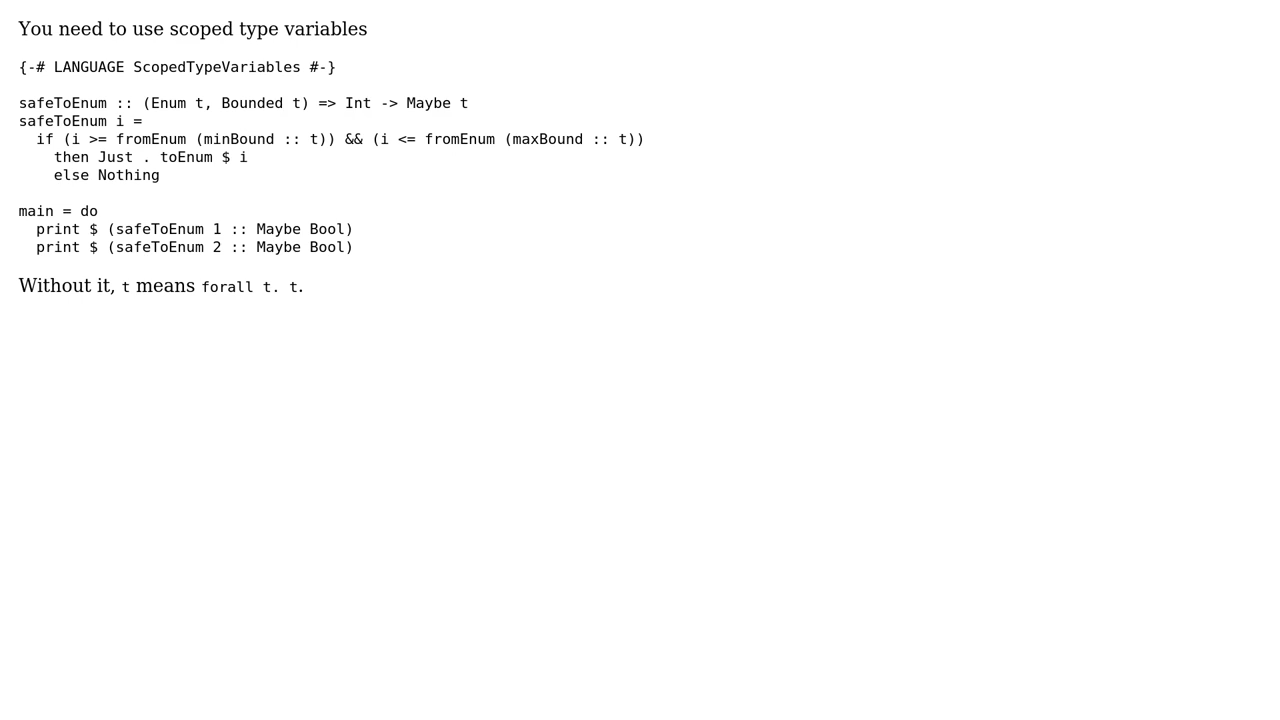 You need to use scoped type variables
{-# LANGUAGE ScopedTypeVariables #-}
safeToEnum :: (Enum t, Bounded t) => Int -> Maybe t
safeToEnum i =
  if (i >= fromEnum (minBound :: t)) && (i <= fromEnum (maxBound :: t))
    then Just . toEnum $ i
    else Nothing
main = do
  print $ (safeToEnum 1 :: Maybe Bool)
  print $ (safeToEnum 2 :: Maybe Bool)
Without it, t means forall t. t.